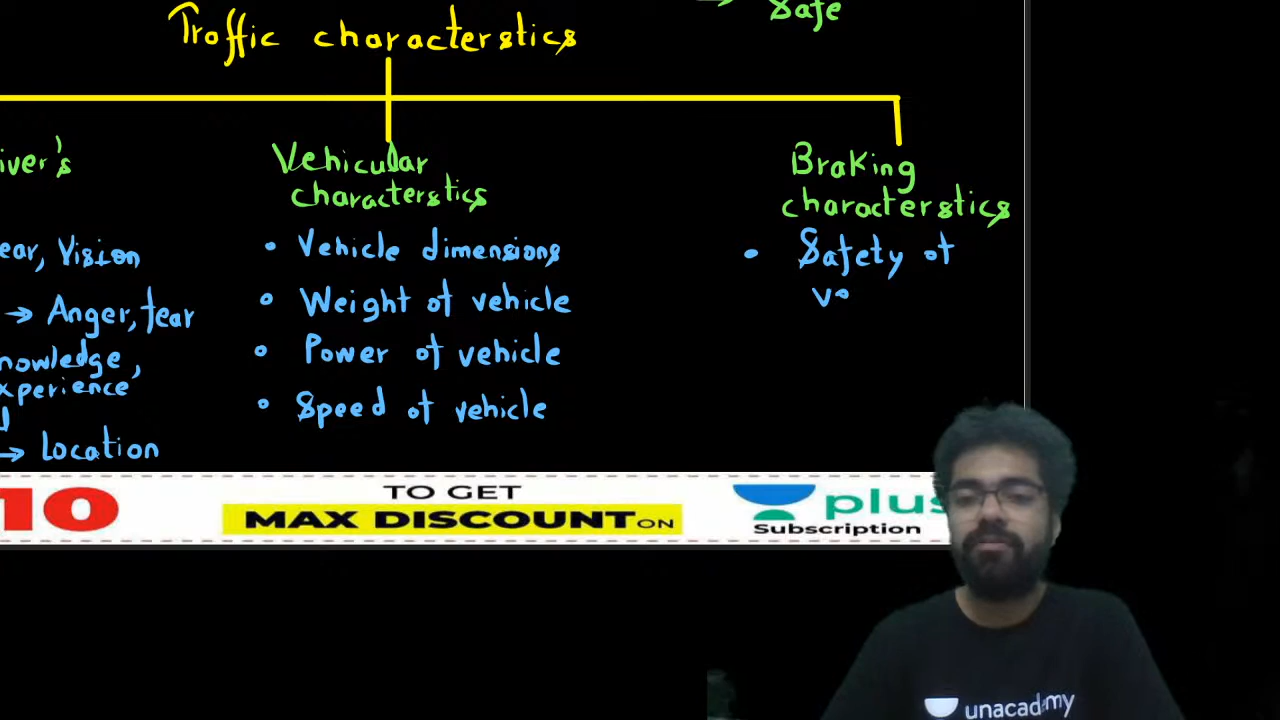 Safe
Traffic characterstics
iver's
Vehicular
characterstics
Braking
characterstics
ear, Vision
→ Anger, fear
nowledge,
xperience
→ Location
• Vehicle dimensions
• Weight of vehicle
• Power of vehicle
• Speed of vehicle
• Safety of
ve
10
TO GET
MAX DISCOUNT ON
plus
Subscription
unacademy